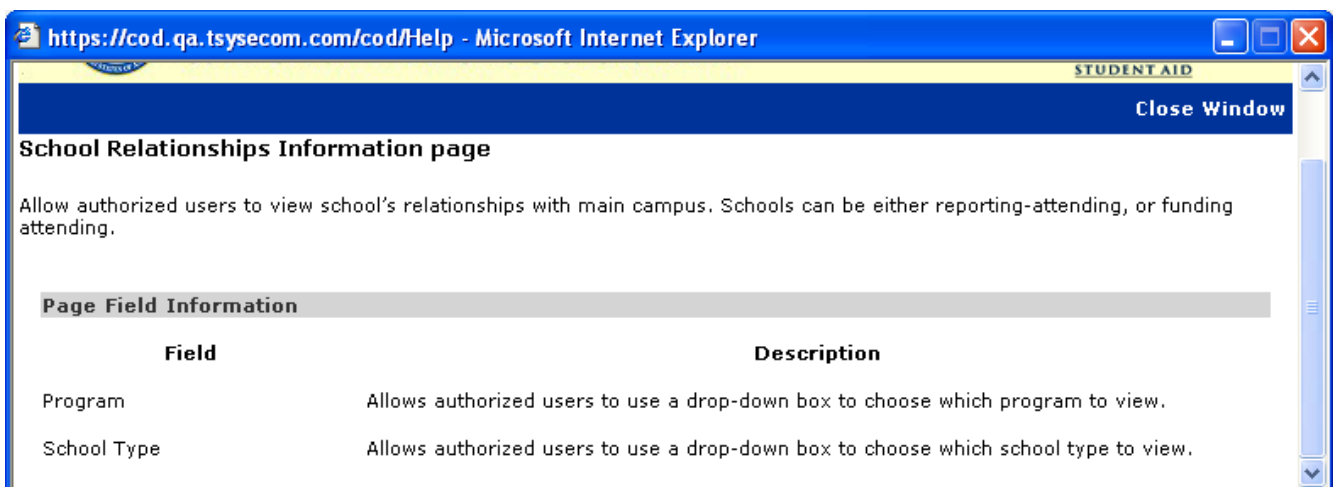 https://cod.qa.tsysecom.com/cod/Help - Microsoft Internet Explorer
STUDENT AID
Close Window
School Relationships Information page
Allow authorized users to view school's relationships with main campus. Schools can be either reporting-attending, or funding
attending.
Page Field Information
Field Description
Program Allows authorized users to use a drop-down box to choose which program to view.
School Type Allows authorized users to use a drop-down box to choose which school type to view.